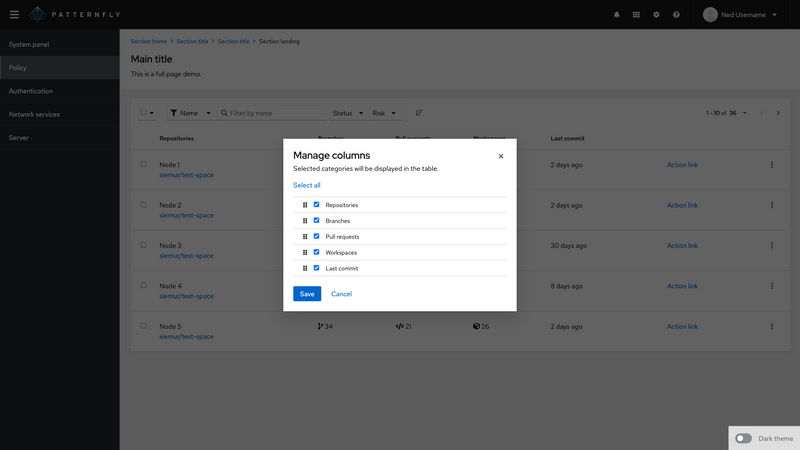 PATTERNFLY
Ned Username
System panel
Policy
Authentication
Network services
Server
Section home > Section title > Section title > Section landing
Main title
This is a full page demo.
Name
Filter by name
Status
Risk
1 - 10 of 36
Repositories
Last commit
Node 1
siemur/test-space
2 days ago
Action link
Node 2
siemur/test-space
2 days ago
Action link
Node 3
siemur/test-space
30 days ago
Action link
Node 4
siemur/test-space
8 days ago
Action link
Node 5
siemur/test-space
34
21
26
2 days ago
Action link
Manage columns
Selected categories will be displayed in the table.
Select all
Repositories
Branches
Pull requests
Workspaces
Last commit
Save
Cancel
Dark theme